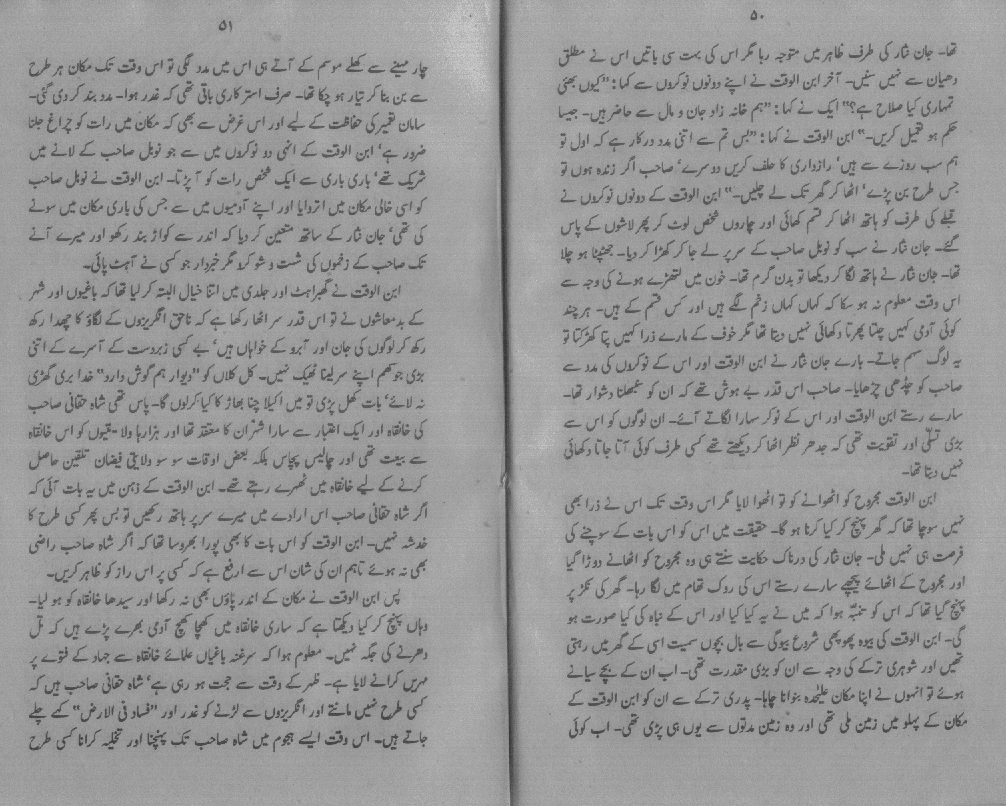 ۵۰
تھا۔ جان نثار کی طرف ظاہر میں متوجہ رہا مگر اس کی بہت سی باتیں اس نے مطلق
دھیان سے نہیں سنیں۔ آخر ابن الوقت نے اپنے دونوں نوکروں سے کہا: ”کیوں بھئی
تمہاری کیا صلاح ہے؟“ ایک نے کہا: ”ہم خانہ زاد جان و مال سے حاضر ہیں۔ جیسا
حکم ہو تعمیل کریں۔“ ابن الوقت نے کہا: ”بس تم سے اتنی مدد درکار ہے کہ اول تو
ہم سب روزے سے ہیں‘ رازداری کا حلف کریں دوسرے‘ صاحب اگر زندہ ہوں تو
جس طرح بن پڑے‘ اٹھا کر گھر تک لے چلیں۔“ ابن الوقت کے دونوں نوکروں نے
قبلے کی طرف کو ہاتھ اٹھا کر قسم کھائی اور چاروں شخص لوٹ کر پھر لاشوں کے پاس
گئے۔ جان نثار نے سب کو نوبل صاحب کے سر پر لے جا کر کھڑا کر دیا۔ جھٹپٹا ہو چلا
تھا۔ جان نثار نے ہاتھ لگا کر دیکھا تو بدن گرم تھا۔ خون میں لتھڑے ہونے کی وجہ سے
اس وقت معلوم نہ ہو سکا کہ کہاں کہاں زخم لگے ہیں اور کس قسم کے ہیں۔ ہر چند
کوئی آدمی کہیں چلتا پھرتا دکھائی نہیں دیتا تھا مگر خوف کے مارے ذرا کہیں پتا کھڑکتا تو
یہ لوگ سہم جاتے۔ بارے جان نثار نے ابن الوقت اور اس کے نوکروں کی مدد سے
صاحب کو چڈھی چڑھایا۔ صاحب اس قدر بے ہوش تھے کہ ان کو سنبھلنا دشوار تھا۔
سارے رستے ابن الوقت اور اس کے نوکر سہارا لگاتے آئے۔ ان لوگوں کو اس سے
بڑی تسلّی اور تقویت تھی کہ جدھر نظر اٹھا کر دیکھتے تھے کسی طرف کوئی آتا جاتا دکھائی
نہیں دیتا تھا۔
ابن الوقت مجروح کو اٹھوانے کو تو اٹھوا لایا مگر اس وقت تک اس نے ذرا بھی
نہیں سوچا تھا کہ گھر پہنچ کر کیا کرنا ہو گا۔ حقیقت میں اس کو اس بات کے سوچنے کی
فرصت ہی نہیں ملی۔ جان نثار کی دردناک حکایت سنتے ہی وہ مجروح کو اٹھانے دوڑا گیا
اور مجروح کے اٹھائے پیچھے سارے رستے اس کی روک تھام میں لگا رہا۔ گھر کی نکڑ پر
پہنچ گیا تھا کہ اس کو تنبہّ ہوا کہ میں نے یہ کیا کیا اور اس کے نباہ کی کیا صورت ہو
گی۔ ابن الوقت کی بیوہ پھوپھی شروع بیوگی سے بال بچوں سمیت اسی کے گھر میں رہتی
تھیں اور شوہری ترکے کی وجہ سے ان کو بڑی مقدرت تھی۔ اب ان کے بچے سیانے
ہوئے تو انہوں نے اپنا مکان علیٰحدہ بنوانا چاہا۔ پدری ترکے سے ان کو ابن الوقت کے
مکان کے پہلو میں زمین ملی تھی اور وہ زمین مدتوں سے یوں ہی پڑی تھی۔ اب کوئی
۵۱
چار مہینے سے کھلے موسم کے آتے ہی اس میں مدد لگی تو اس وقت تک مکان ہر طرح
سے بن بنا کر تیار ہو چکا تھا۔ صرف استر کاری باقی تھی کہ غدر ہوا۔ مدد بند کر دی گئی۔
سامان تعمیر کی حفاظت کے لیے اور اس غرض سے بھی کہ مکان میں رات کو چراغ جلنا
ضرور ہے‘ ابن الوقت کے انہی دو نوکروں میں سے جو نوبل صاحب کے لانے میں
شریک تھے‘ باری باری سے ایک شخص رات کو آ پڑتا۔ ابن الوقت نے نوبل صاحب
کو اسی خالی مکان میں اتروایا اور اپنے آدمیوں میں سے جس کی باری مکان میں سونے
کی تھی‘ جان نثار کے ساتھ متعین کر دیا کہ اندر سے کواڑ بند رکھو اور میرے آنے
تک صاحب کے زخموں کی شست و شو کرو مگر خبردار جو کسی نے آہٹ پائی۔
ابن الوقت نے گھبراہٹ اور جلدی میں اتنا خیال البتہ کر لیا تھا کہ باغیوں اور شہر
کے بدمعاشوں نے تو اس قدر سر اٹھا رکھا ہے کہ ناحق انگریزوں کے لگاؤ کا چھدا رکھ
رکھ کر لوگوں کی جان اور آبرو کے خواہاں ہیں‘ بے کسی زبردست کے آسرے کے اتنی
بڑی جوکھم اپنے سر لینا ٹھیک نہیں۔ کل کلاں کو ”دیوار ہم گوش دارد“ خدا بری گھڑی
نہ لائے‘ بات کھل پڑی تو میں اکیلا چنا بھاڑ کا کیا کر لوں گا۔ پاس تھی شاہ حقانی صاحب
کی خانقاہ اور ایک اعتبار سے سارا شہر ان کا معتقد تھا اور ہزارہا ولایتیوں کو اس خانقاہ
سے بیعت تھی اور چالیس پچاس بلکہ بعض اوقات سو سو ولایتی فیضان تلقین حاصل
کرنے کے لیے خانقاہ میں ٹھہرے رہتے تھے۔ ابن الوقت کے ذہن میں یہ بات آئی کہ
اگر شاہ حقانی صاحب اس ارادے میں میرے سر پر ہاتھ رکھیں تو بس پھر کسی طرح کا
خدشہ نہیں۔ ابن الوقت کو اس بات کا بھی پورا بھروسا تھا کہ اگر شاہ صاحب راضی
بھی نہ ہوئے تاہم ان کی شان اس سے ارفع ہے کہ کسی پر اس راز کو ظاہر کریں۔
پس ابن الوقت نے مکان کے اندر پاؤں بھی نہ رکھا اور سیدھا خانقاہ کو ہو لیا۔
وہاں پہنچ کر کیا دیکھتا ہے کہ ساری خانقاہ میں کھچا کھچ آدمی بھرے پڑے ہیں کہ تل
دھرنے کی جگہ نہیں۔ معلوم ہوا کہ سرغنہ باغیاں علمائے خانقاہ سے جہاد کے فتوے پر
مہریں کرانے لایا ہے۔ ظہر کے وقت سے حجت ہو رہی ہے‘ شاہ حقانی صاحب ہیں کہ
کسی طرح نہیں مانتے اور انگریزوں سے لڑنے کو غدر اور ”فساد فی الارض“ کہے چلے
جاتے ہیں۔ اس وقت ایسے ہجوم میں شاہ صاحب تک پہنچنا اور تخلیہ کرانا کسی طرح